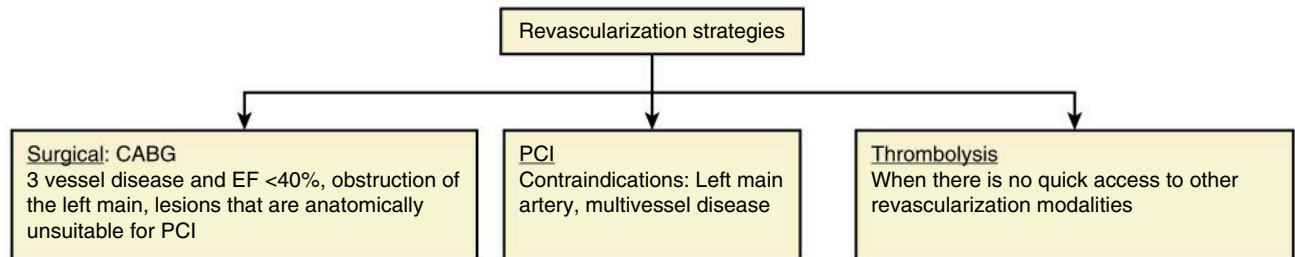 Revascularization strategies
Surgical: CABG
3 vessel disease and EF <40%, obstruction of
the left main, lesions that are anatomically
unsuitable for PCI
PCI
Contraindications: Left main
artery, multivessel disease
Thrombolysis
When there is no quick access to other
revascularization modalities